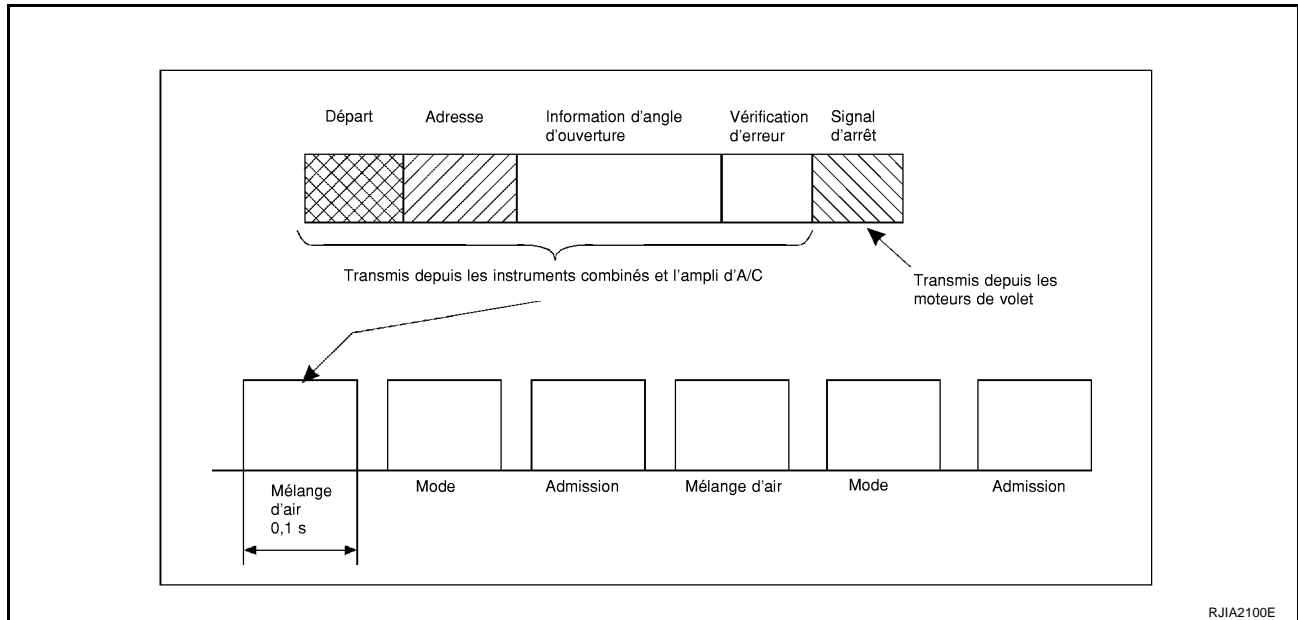 Départ
Adresse
Information d'angle
d'ouverture
Vérification
d'erreur
Signal
d'arrêt
Transmis depuis les instruments combinés et l'ampli d'A/C
Transmis depuis les
moteurs de volet
Mélange
d'air
0,1 s
Mode
Admission
Mélange d'air
Mode
Admission
RJIA2100E